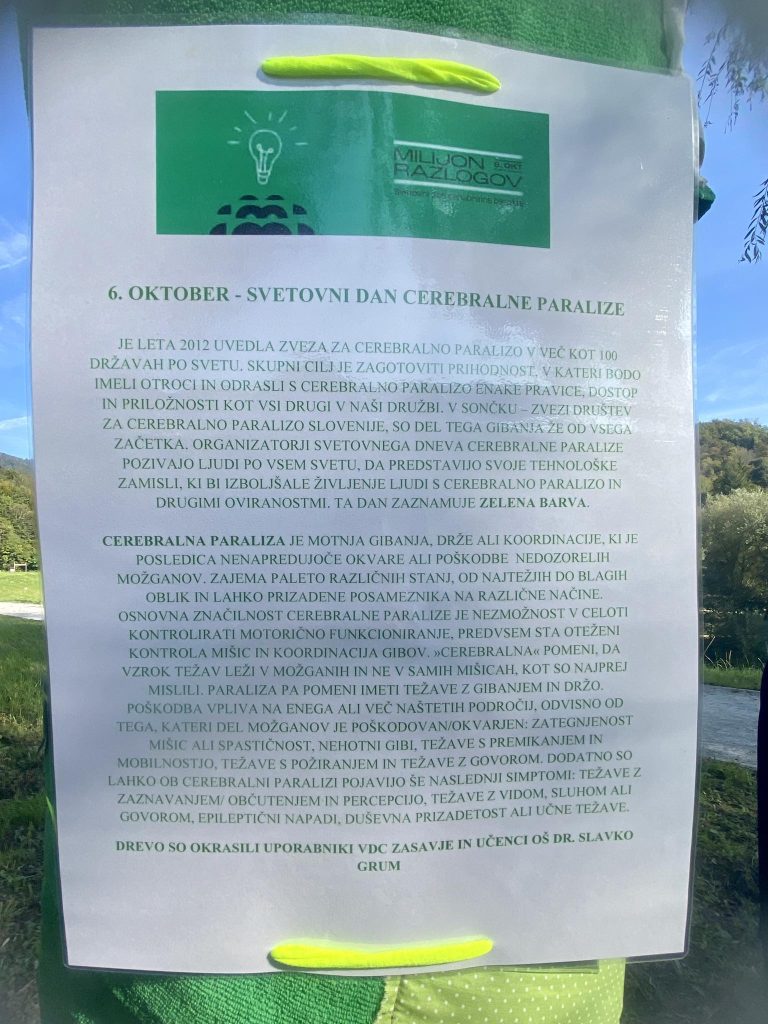 6. OKT
MILIJON
RAZLOGOV
6. OKTOBER - SVETOVNI DAN CEREBRALNE PARALIZE
JE LETA 2012 UVEDLA ZVEZA ZA CEREBRALNO PARALIZO V VEČ KOT 100
DRŽAVAH PO SVETU. SKUPNI CILJ JE ZAGOTOVITI PRIHODNOST, V KATERI BODO
IMELI OTROCI IN ODRASLI S CEREBRALNO PARALIZO ENAKE PRAVICE, DOSTOP
IN PRILOŽNOSTI KOT VSI DRUGI V NAŠI DRUŽBI. V SONČKU – ZVEZI DRUŠTEV
ZA CEREBRALNO PARALIZO SLOVENIJE, SO DEL TEGA GIBANJA ŽE OD VSEGA
ZAČETKA. ORGANIZATORJI SVETOVNEGA DNEVA CEREBRALNE PARALIZE
POZIVAJO LJUDI PO VSEM SVETU, DA PREDSTAVIJO SVOJE TEHNOLOŠKE
ZAMISLI, KI BI IZBOLJŠALE ŽIVLJENJE LJUDI S CEREBRALNO PARALIZO IN
DRUGIMI OVIRANOSTMI. TA DAN ZAZNAMUJE ZELENA BARVA.
CEREBRALNA PARALIZA JE MOTNJA GIBANJA, DRŽE ALI KOORDINACIJE, KI JE
POSLEDICA NENAPREDUJOČE OKVARE ALI POŠKODBE NEDOZORELIH
MOŽGANOV. ZAJEMA PALETO RAZLIČNIH STANJ, OD NAJTEŽJIH DO BLAGIH
OBLIK IN LAHKO PRIZADENE POSAMEZNIKA NA RAZLIČNE NAČINE.
OSNOVNA ZNAČILNOST CEREBRALNE PARALIZE JE NEZMOŽNOST V CELOTI
KONTROLIRATI MOTORIČNO FUNKCIONIRANJE, PREDVSEM STA OTEŽENI
KONTROLA MIŠIC IN KOORDINACIJA GIBOV. »CEREBRALNA« POMENI, DA
VZROK TEŽAV LEŽI V MOŽGANIH IN NE V SAMIH MIŠICAH, KOT SO NAJPREJ
MISLILI. PARALIZA PA POMENI IMETI TEŽAVE Z GIBANJEM IN DRŽO.
POŠKODBA VPLIVA NA ENEGA ALI VEČ NAŠTETIH PODROČIJ, ODVISNO OD
TEGA, KATERI DEL MOŽGANOV JE POŠKODOVAN/OKVARJEN: ZATEGNJENOST
MIŠIC ALI SPASTIČNOST, NEHOTNI GIBI, TEŽAVE S PREMIKANJEM IN
MOBILNOSTJO, TEŽAVE S POŽIRANJEM IN TEŽAVE Z GOVOROM. DODATNO SO
LAHKO OB CEREBRALNI PARALIZI POJAVIJO ŠE NASLEDNJI SIMPTOMI: TEŽAVE Z
ZAZNAVANJEM/ OBČUTENJEM IN PERCEPCIJO, TEŽAVE Z VIDOM, SLUHOM ALI
GOVOROM, EPILEPTIČNI NAPADI, DUŠEVNA PRIZADETOST ALI UČNE TEŽAVE.
DREVO SO OKRASILI UPORABNIKI VDC ZASAVJE IN UČENCI OŠ DR. SLAVKO
GRUM